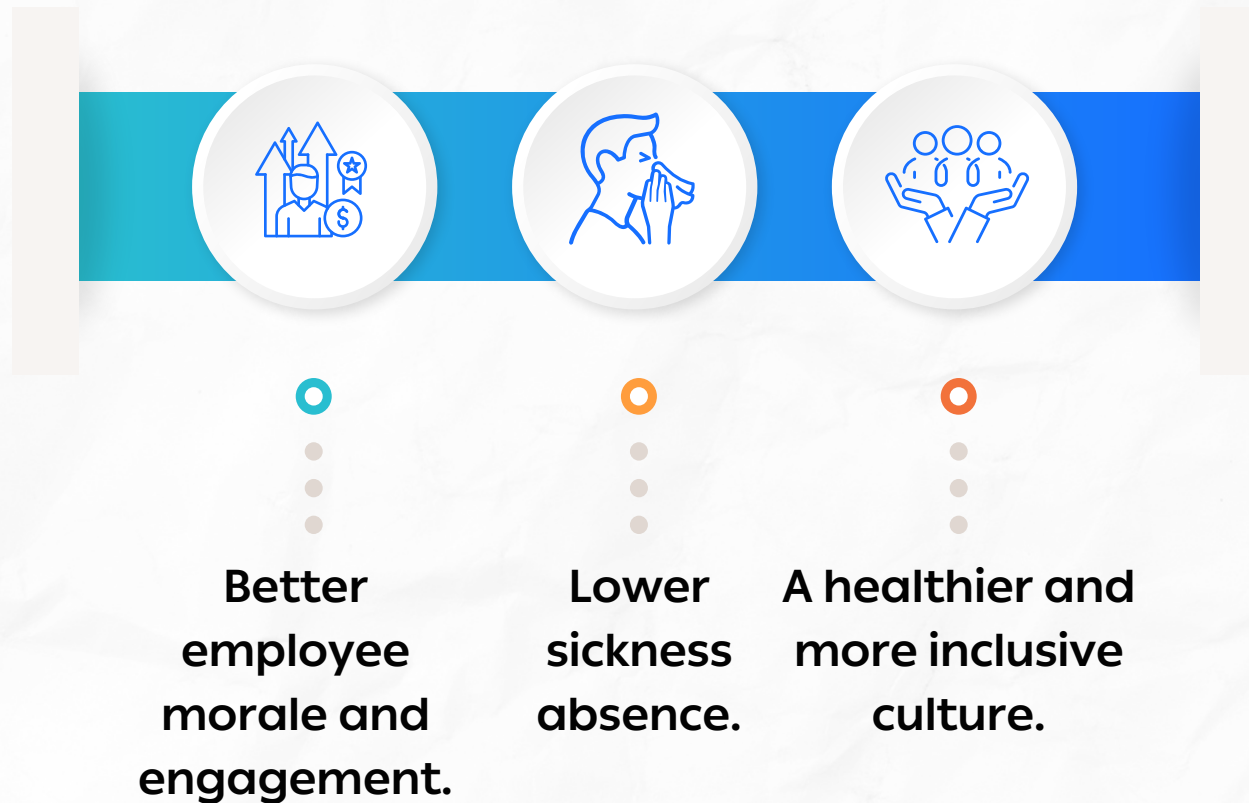 Better
employee
morale and
engagement.
Lower
sickness
absence.
A healthier and
more inclusive
culture.